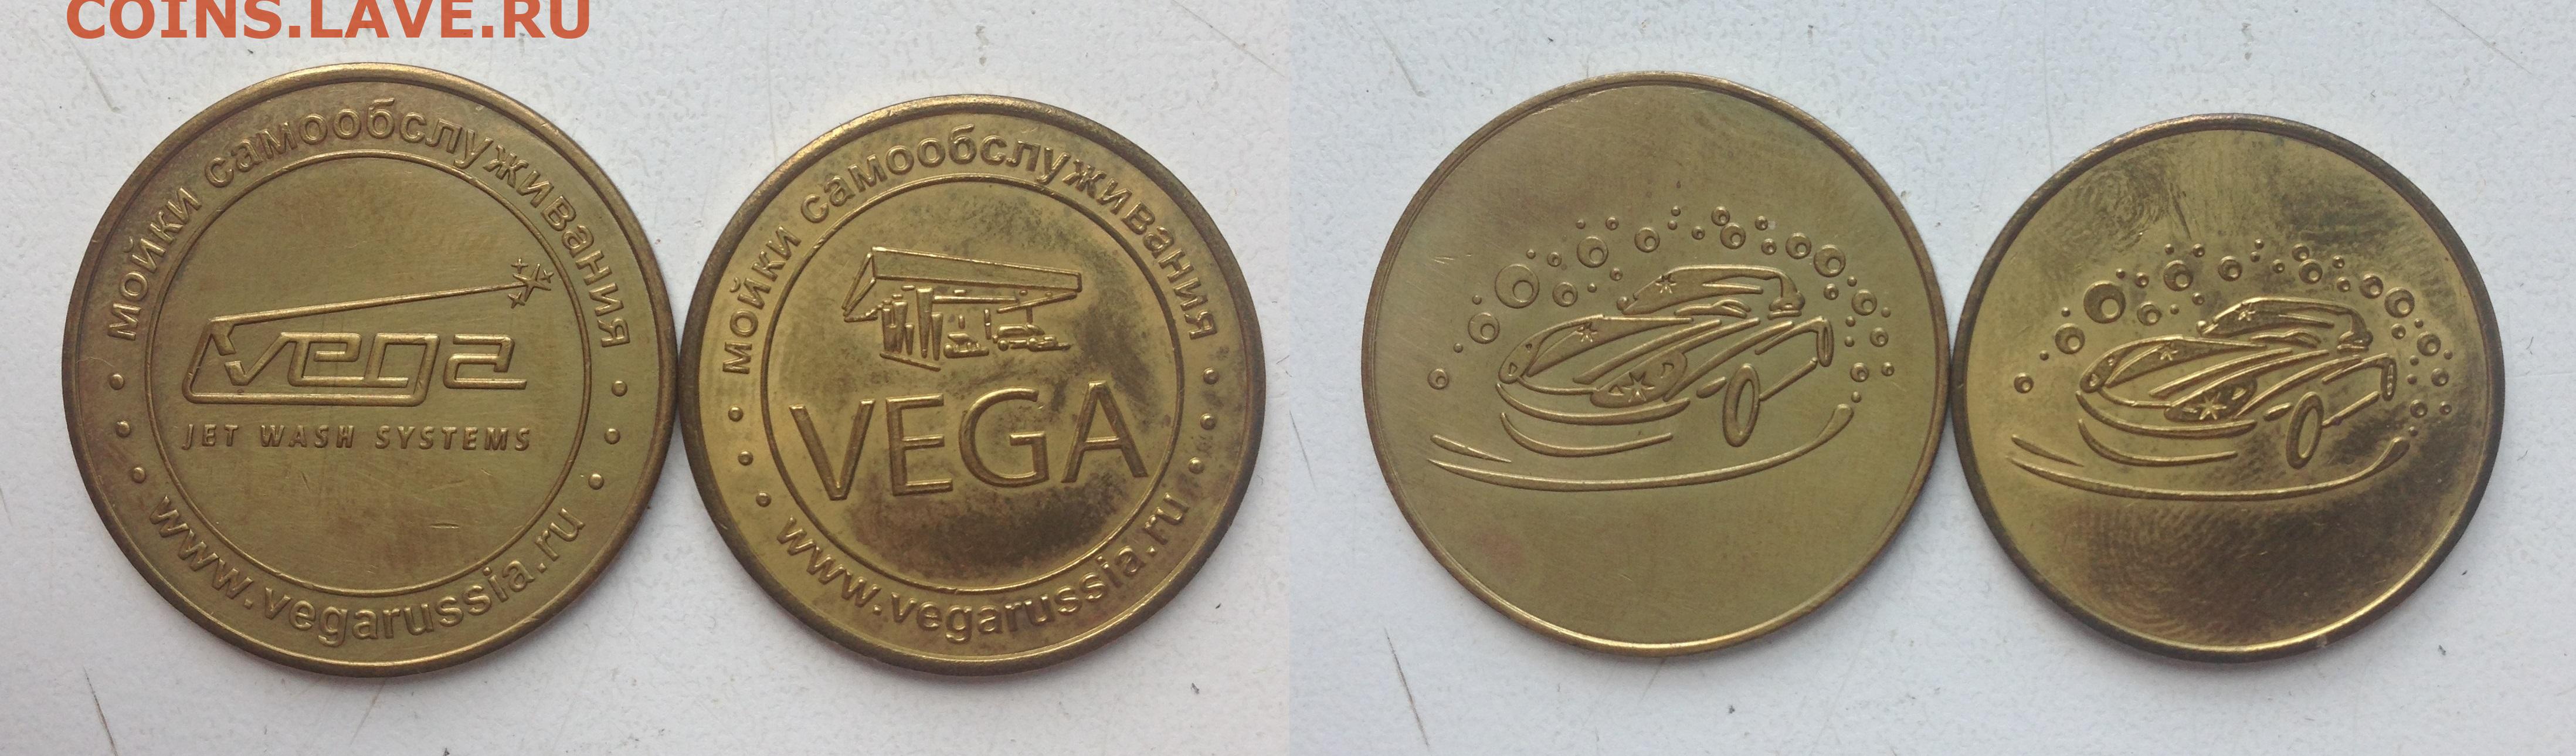 COINS.LAVE.RU
мойки самообслуживания
vega
JET WASH SYSTEMS
www.vegarussia.ru
мойки самообслуживания
VEGA
www.vegarussia.ru